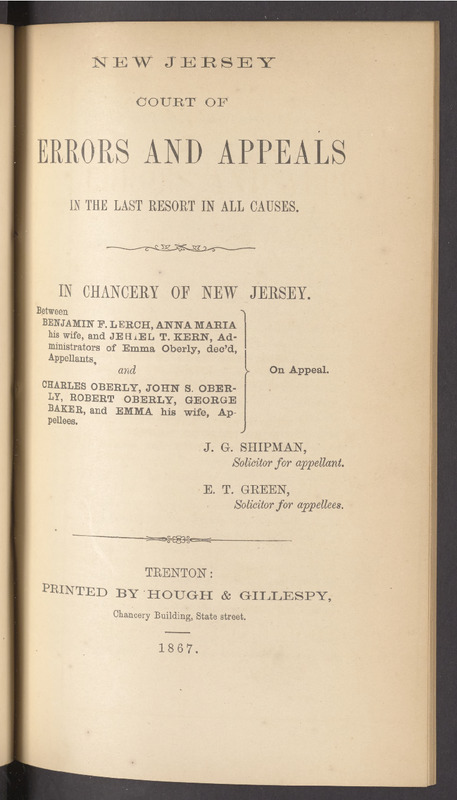 NEW JERSEY
COURT OF
ERRORS AND APPEALS
IN THE LAST RESORT IN ALL CAUSES.
IN CHANCERY OF NEW JERSEY.
Between
BENJAMIN F. LERCH, ANNA MARIA
his wife, and JEHIEL T. KERN, Ad-
ministrators of Emma Oberly, dec'd,
Appellants,
and
CHARLES OBERLY, JOHN S. OBER-
LY, ROBERT OBERLY, GEORGE
BAKER, and EMMA his wife, Ap-
pellees.
On Appeal.
J. G. SHIPMAN,
Solicitor for appellant.
E. T. GREEN,
Solicitor for appellees.
TRENTON:
PRINTED BY HOUGH & GILLESPY,
Chancery Building, State street.
1867.